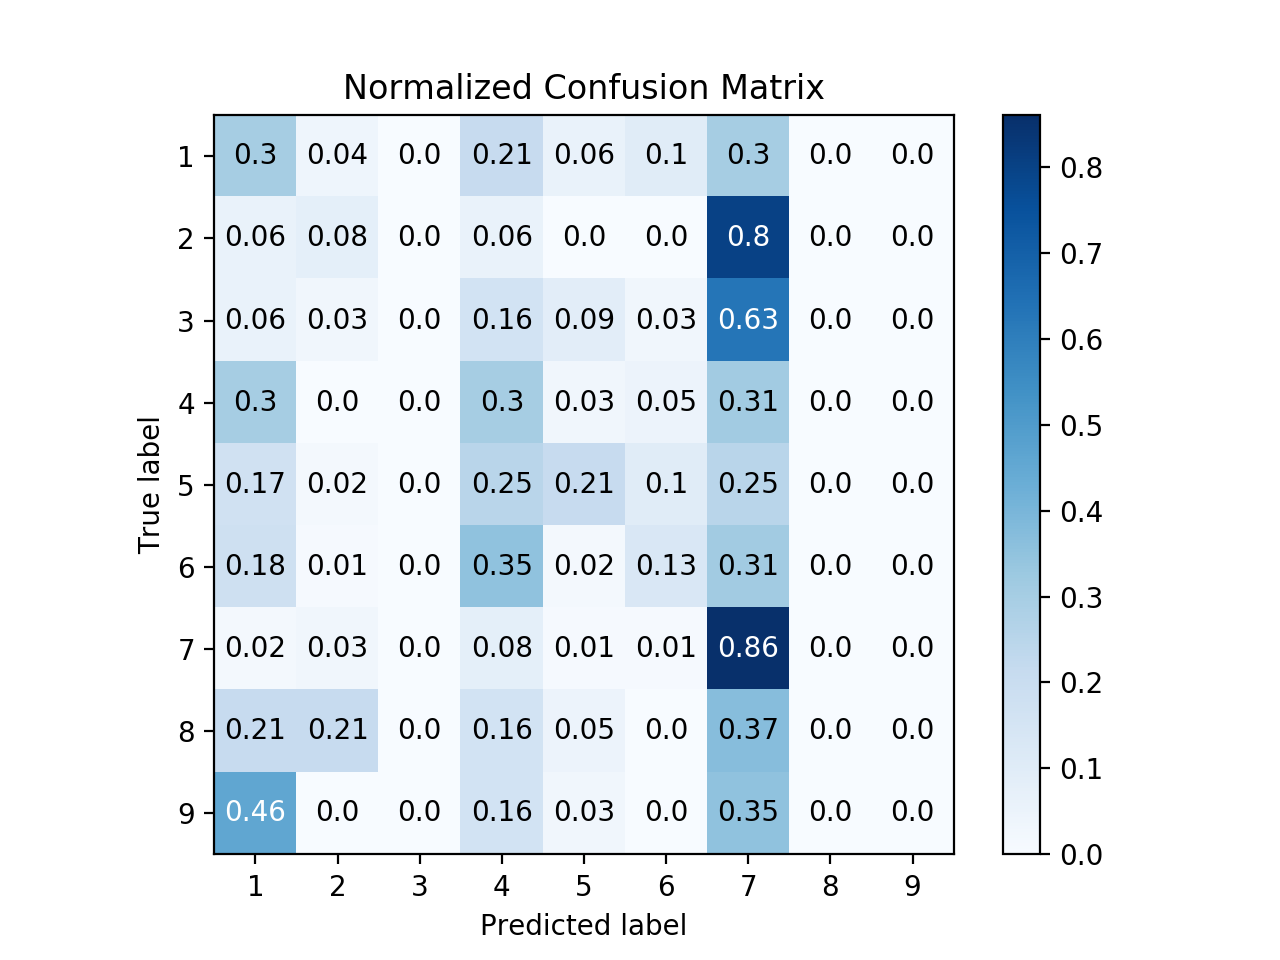 Normalized Confusion Matrix
1 0.3 0.04 0.0 0.21 0.06 0.1 0.3 0.0 0.0
2 0.06 0.08 0.0 0.06 0.0 0.0 0.8 0.0 0.0
3 0.06 0.03 0.0 0.16 0.09 0.03 0.63 0.0 0.0
4 0.3 0.0 0.0 0.3 0.03 0.05 0.31 0.0 0.0
5 0.17 0.02 0.0 0.25 0.21 0.1 0.25 0.0 0.0
6 0.18 0.01 0.0 0.35 0.02 0.13 0.31 0.0 0.0
7 0.02 0.03 0.0 0.08 0.01 0.01 0.86 0.0 0.0
8 0.21 0.21 0.0 0.16 0.05 0.0 0.37 0.0 0.0
9 0.46 0.0 0.0 0.16 0.03 0.0 0.35 0.0 0.0
1 2 3 4 5 6 7 8 9
Predicted label
True label
0.8
0.7
0.6
0.5
0.4
0.3
0.2
0.1
0.0